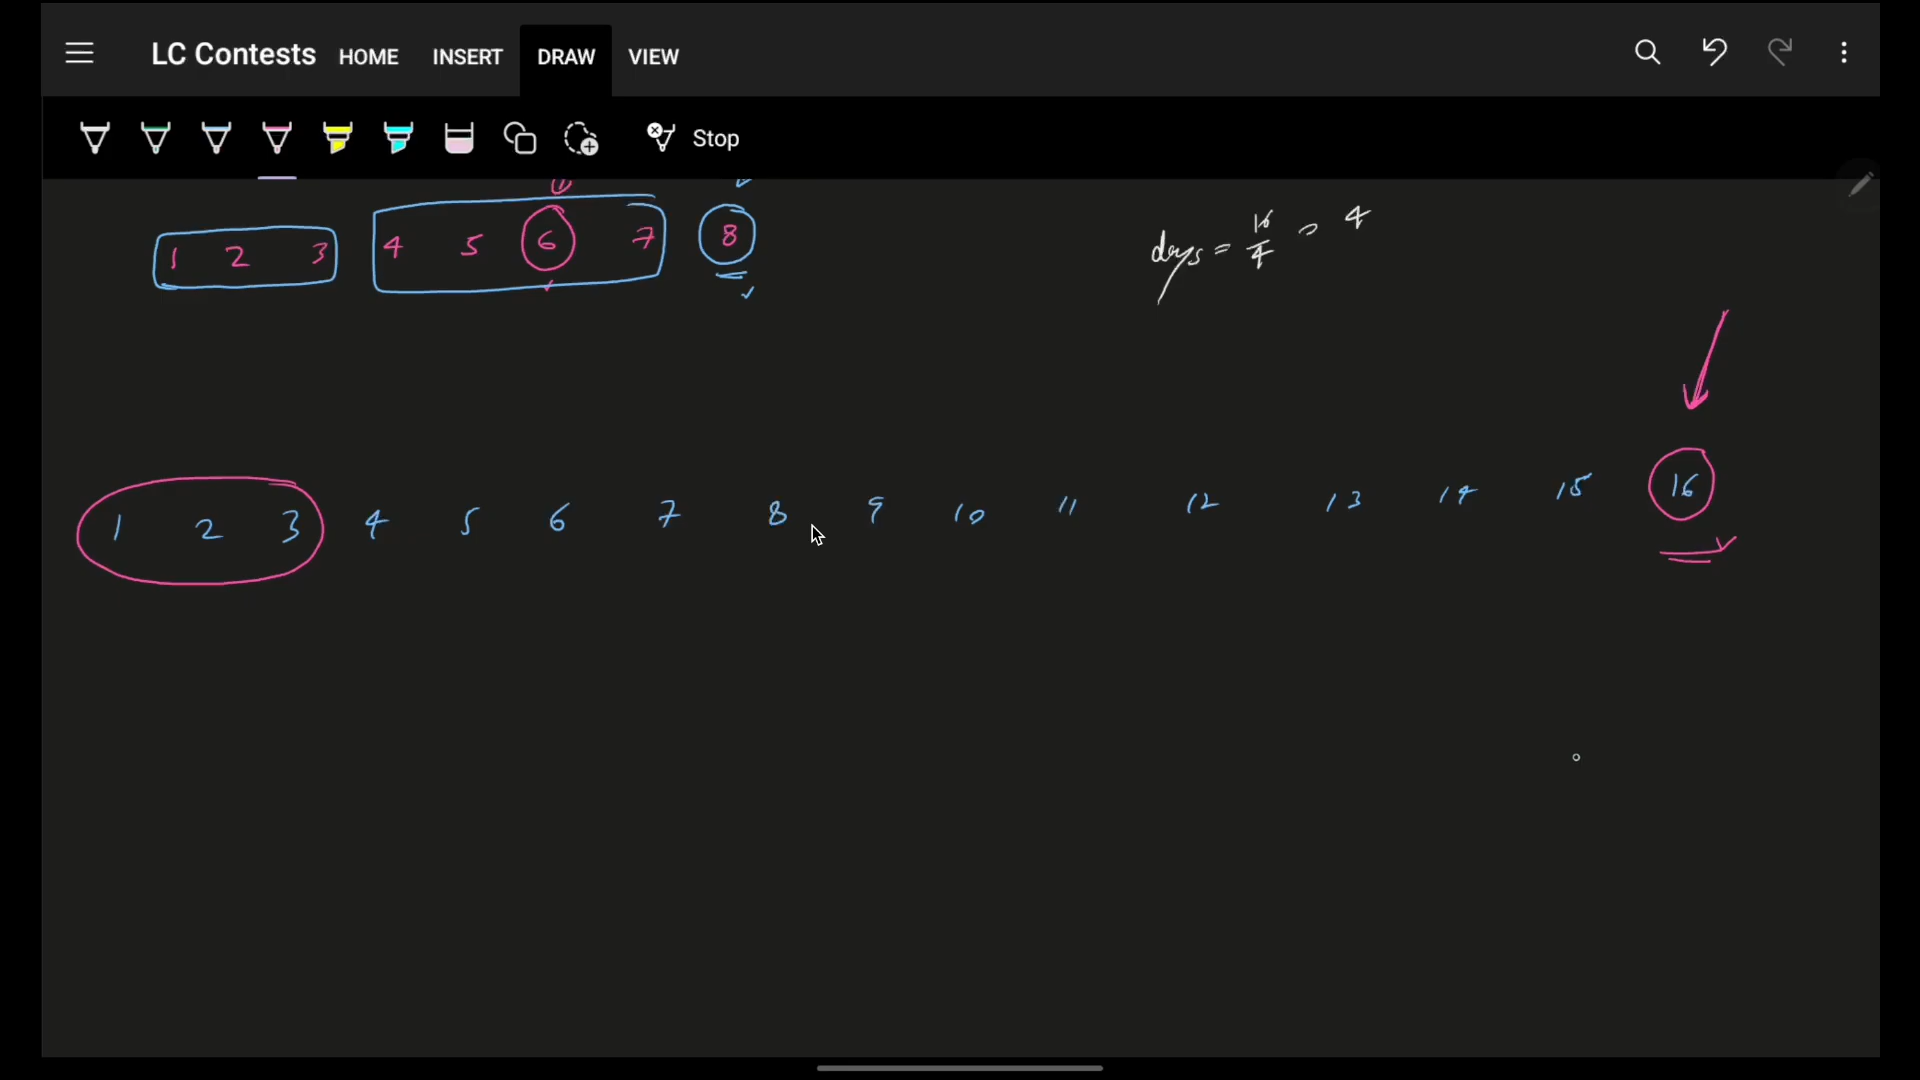 LC Contests HOME INSERT DRAW VIEW
Stop
1 2 3 4 5 6 7 8
days = 16/4 = 4
1 2 3 4 5 6 7 8 9 10 11 12 13 14 15 16